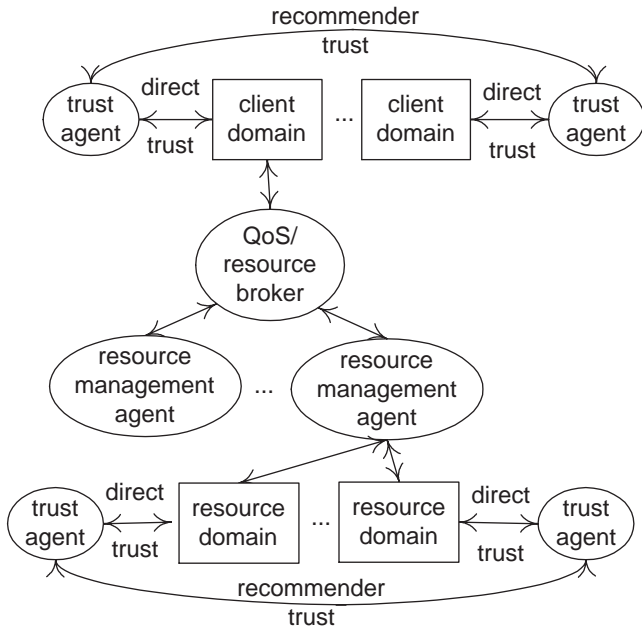 recommender
trust
trust
agent
direct
trust
client
domain
...
client
domain
direct
trust
trust
agent
QoS/
resource
broker
resource
management
agent
...
resource
management
agent
trust
agent
direct
trust
resource
domain
...
resource
domain
direct
trust
trust
agent
recommender
trust